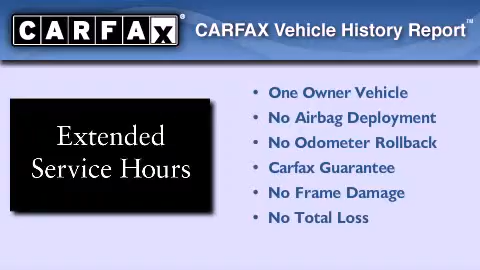 CARFAX® CARFAX Vehicle History Report™
Extended
Service Hours
• One Owner Vehicle
• No Airbag Deployment
• No Odometer Rollback
• Carfax Guarantee
• No Frame Damage
• No Total Loss